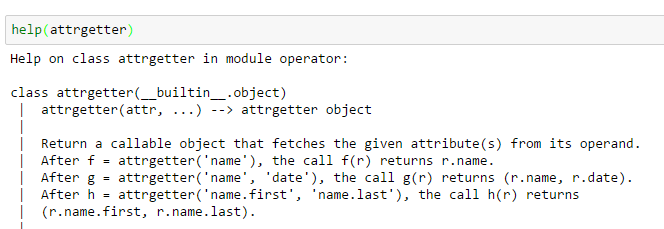 help(attrgetter)
Help on class attrgetter in module operator:
class attrgetter(__builtin__.object)
| attrgetter(attr, ...) --> attrgetter object
|
| Return a callable object that fetches the given attribute(s) from its operand.
| After f = attrgetter('name'), the call f(r) returns r.name.
| After g = attrgetter('name', 'date'), the call g(r) returns (r.name, r.date).
| After h = attrgetter('name.first', 'name.last'), the call h(r) returns
| (r.name.first, r.name.last).
|